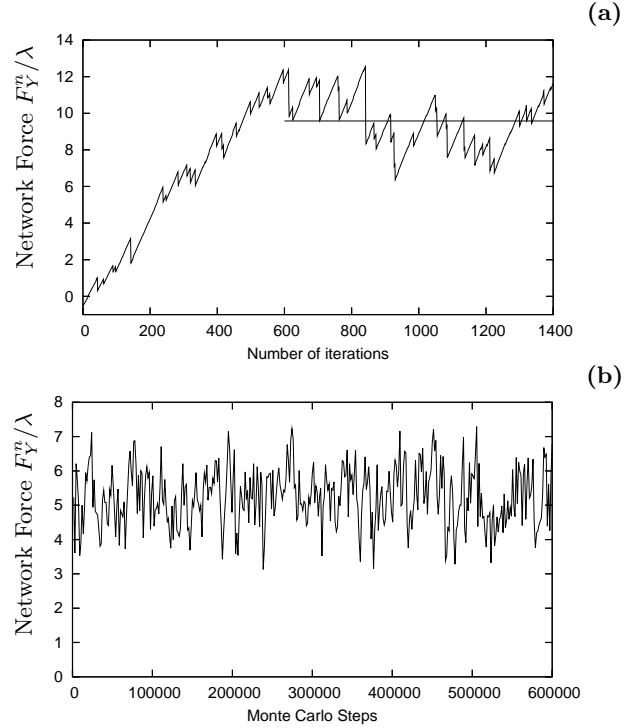 (a)
Network Force F_Y^n/λ
14
12
10
8
6
4
2
0
0 200 400 600 800 1000 1200 1400
Number of iterations
(b)
Network Force F_Y^n/λ
8
7
6
5
4
3
2
1
0
0 100000 200000 300000 400000 500000 600000
Monte Carlo Steps